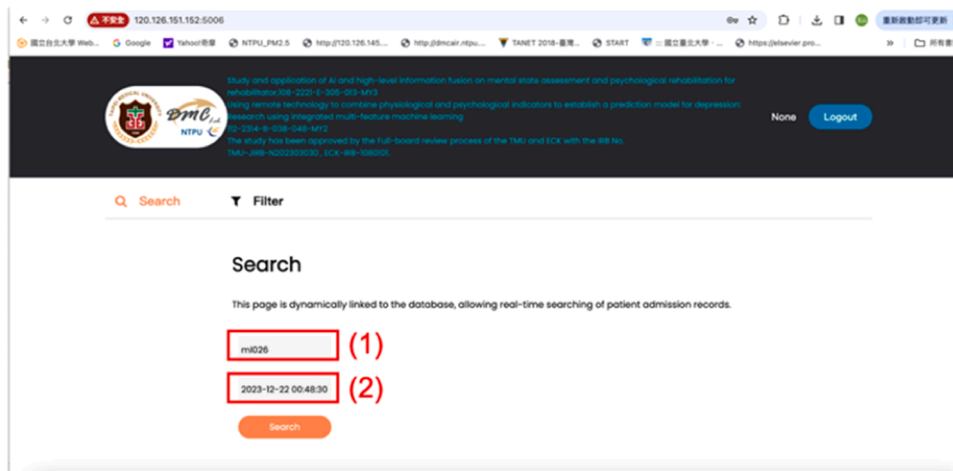 不安全 120.126.151.152:5006 重新啟動即可更新
國立台北大學 Web... Google Yahoo!奇摩 NTPU_PM2.5 http://120.126.145.... http://dmcair.ntpu.... TANET 2018-臺灣... START :: 國立臺北大學 - ... https://elsevier.pro... » 所有書
Study and application of AI and high-level information fusion on mental state assessment and psychological rehabilitation for
rehabilitator,108-2221-E-305-013-MY3
Using remote technology to combine physiological and psychological indicators to establish a prediction model for depression:
Research using integrated multi-feature machine learning
112-2314-B-038-048-MY2
The study has been approved by the Full-board review process of the TMU and ECK with the IRB No.
TMU-JIRB-N202303030 , ECK-IRB-1080101.
TAIPEI MEDICAL UNIVERSITY
DMC Lab
NTPU
None Logout
Search Filter
Search
This page is dynamically linked to the database, allowing real-time searching of patient admission records.
ml026 (1)
2023-12-22 00:48:30 (2)
Search